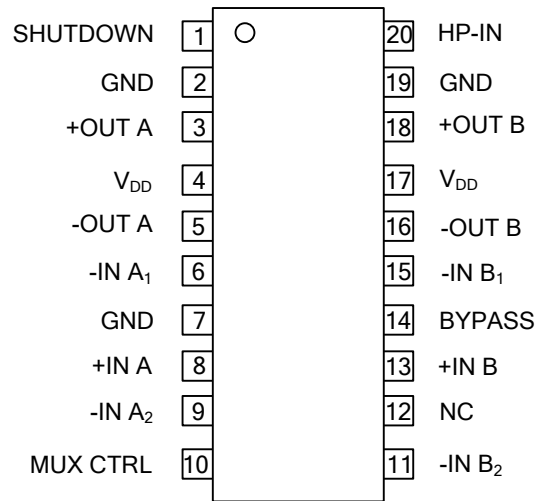 SHUTDOWN 1 20 HP-IN
GND 2 19 GND
+OUT A 3 18 +OUT B
V_DD 4 17 V_DD
-OUT A 5 16 -OUT B
-IN A₁ 6 15 -IN B₁
GND 7 14 BYPASS
+IN A 8 13 +IN B
-IN A₂ 9 12 NC
MUX CTRL 10 11 -IN B₂